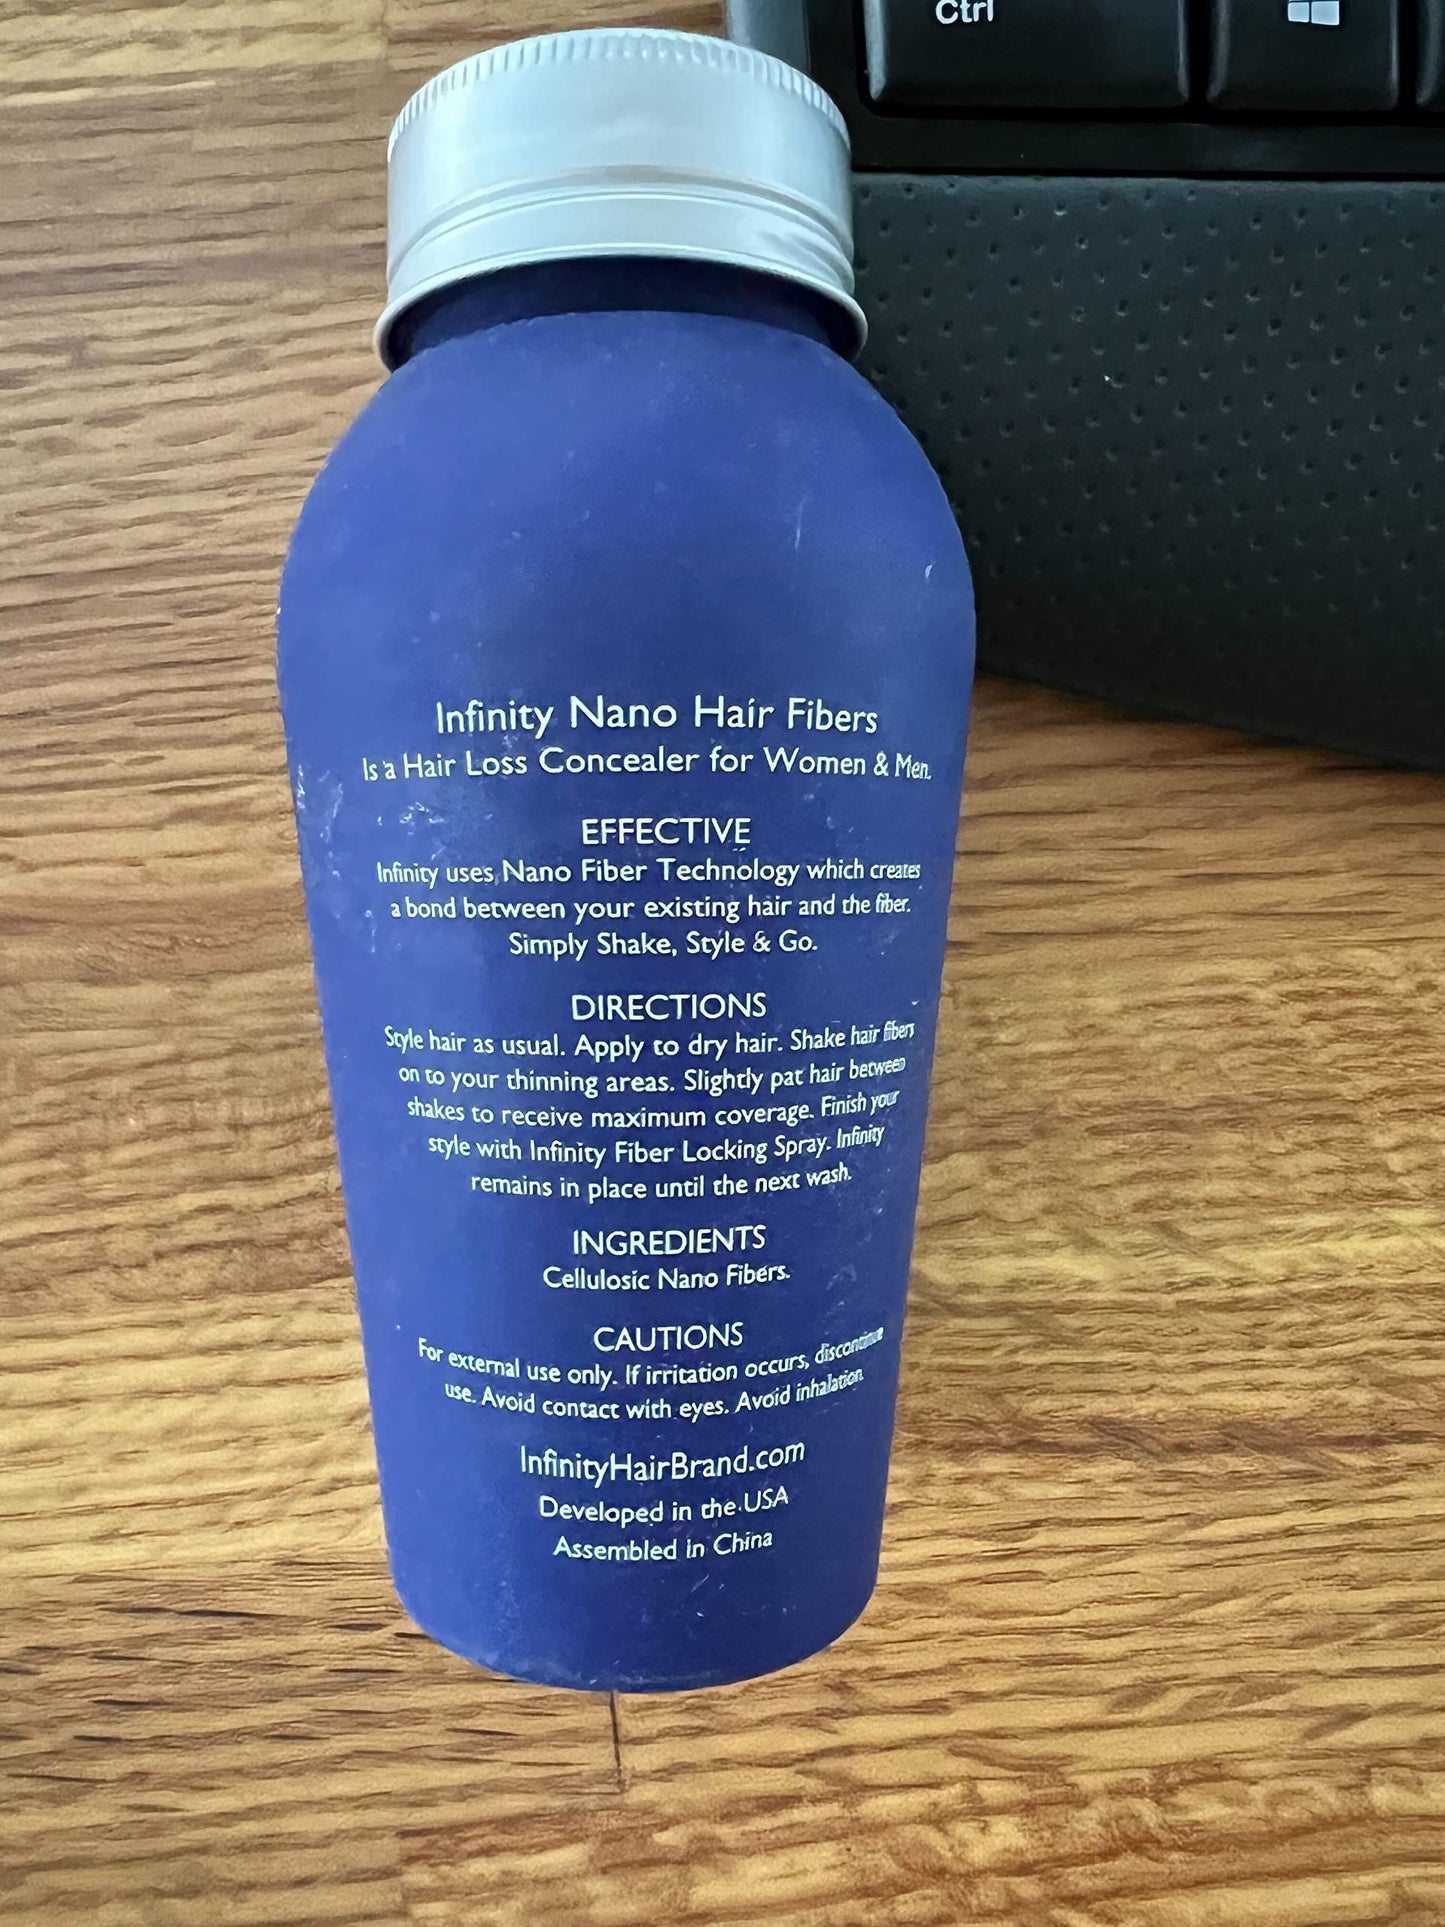 Ctrl
Infinity Nano Hair Fibers
Is a Hair Loss Concealer for Women & Men.
EFFECTIVE
Infinity uses Nano Fiber Technology which creates
a bond between your existing hair and the fiber.
Simply Shake, Style & Go.
DIRECTIONS
Style hair as usual. Apply to dry hair. Shake hair fibers
on to your thinning areas. Slightly pat hair between
shakes to receive maximum coverage. Finish your
style with Infinity Fiber Locking Spray. Infinity
remains in place until the next wash.
INGREDIENTS
Cellulosic Nano Fibers.
CAUTIONS
For external use only. If irritation occurs, discontinue
use. Avoid contact with eyes. Avoid inhalation
InfinityHairBrand.com
Developed in the USA
Assembled in China